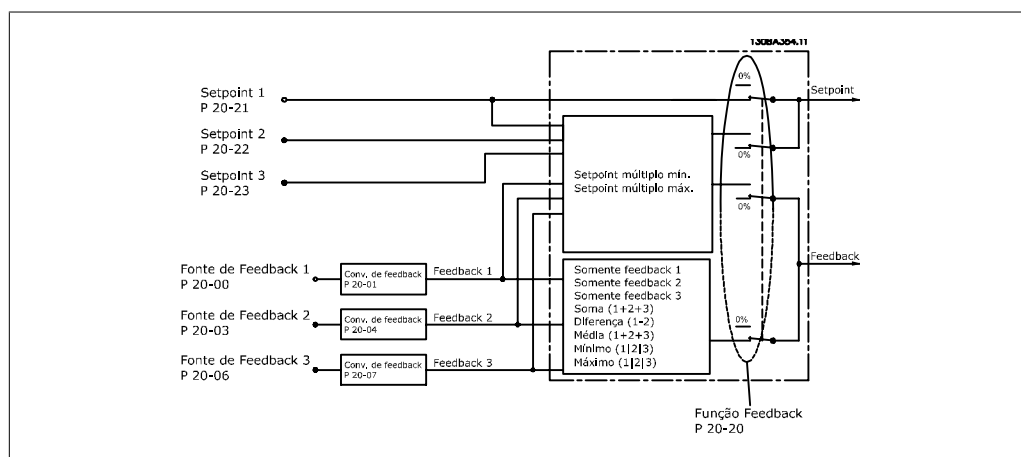 130BA354.11
0%
Setpoint
Setpoint 1
P 20-21
Setpoint 2
P 20-22
0%
Setpoint 3
P 20-23
Setpoint múltiplo mín.
Setpoint múltiplo máx.
0%
Feedback
Fonte de Feedback 1
P 20-00
Conv. de feedback
P 20-01
Feedback 1
Fonte de Feedback 2
P 20-03
Conv. de feedback
P 20-04
Feedback 2
Fonte de Feedback 3
P 20-06
Conv. de feedback
P 20-07
Feedback 3
Somente feedback 1
Somente feedback 2
Somente feedback 3
Soma (1+2+3)
Diferença (1-2)
Média (1+2+3)
Mínimo (1|2|3)
Máximo (1|2|3)
0%
Função Feedback
P 20-20